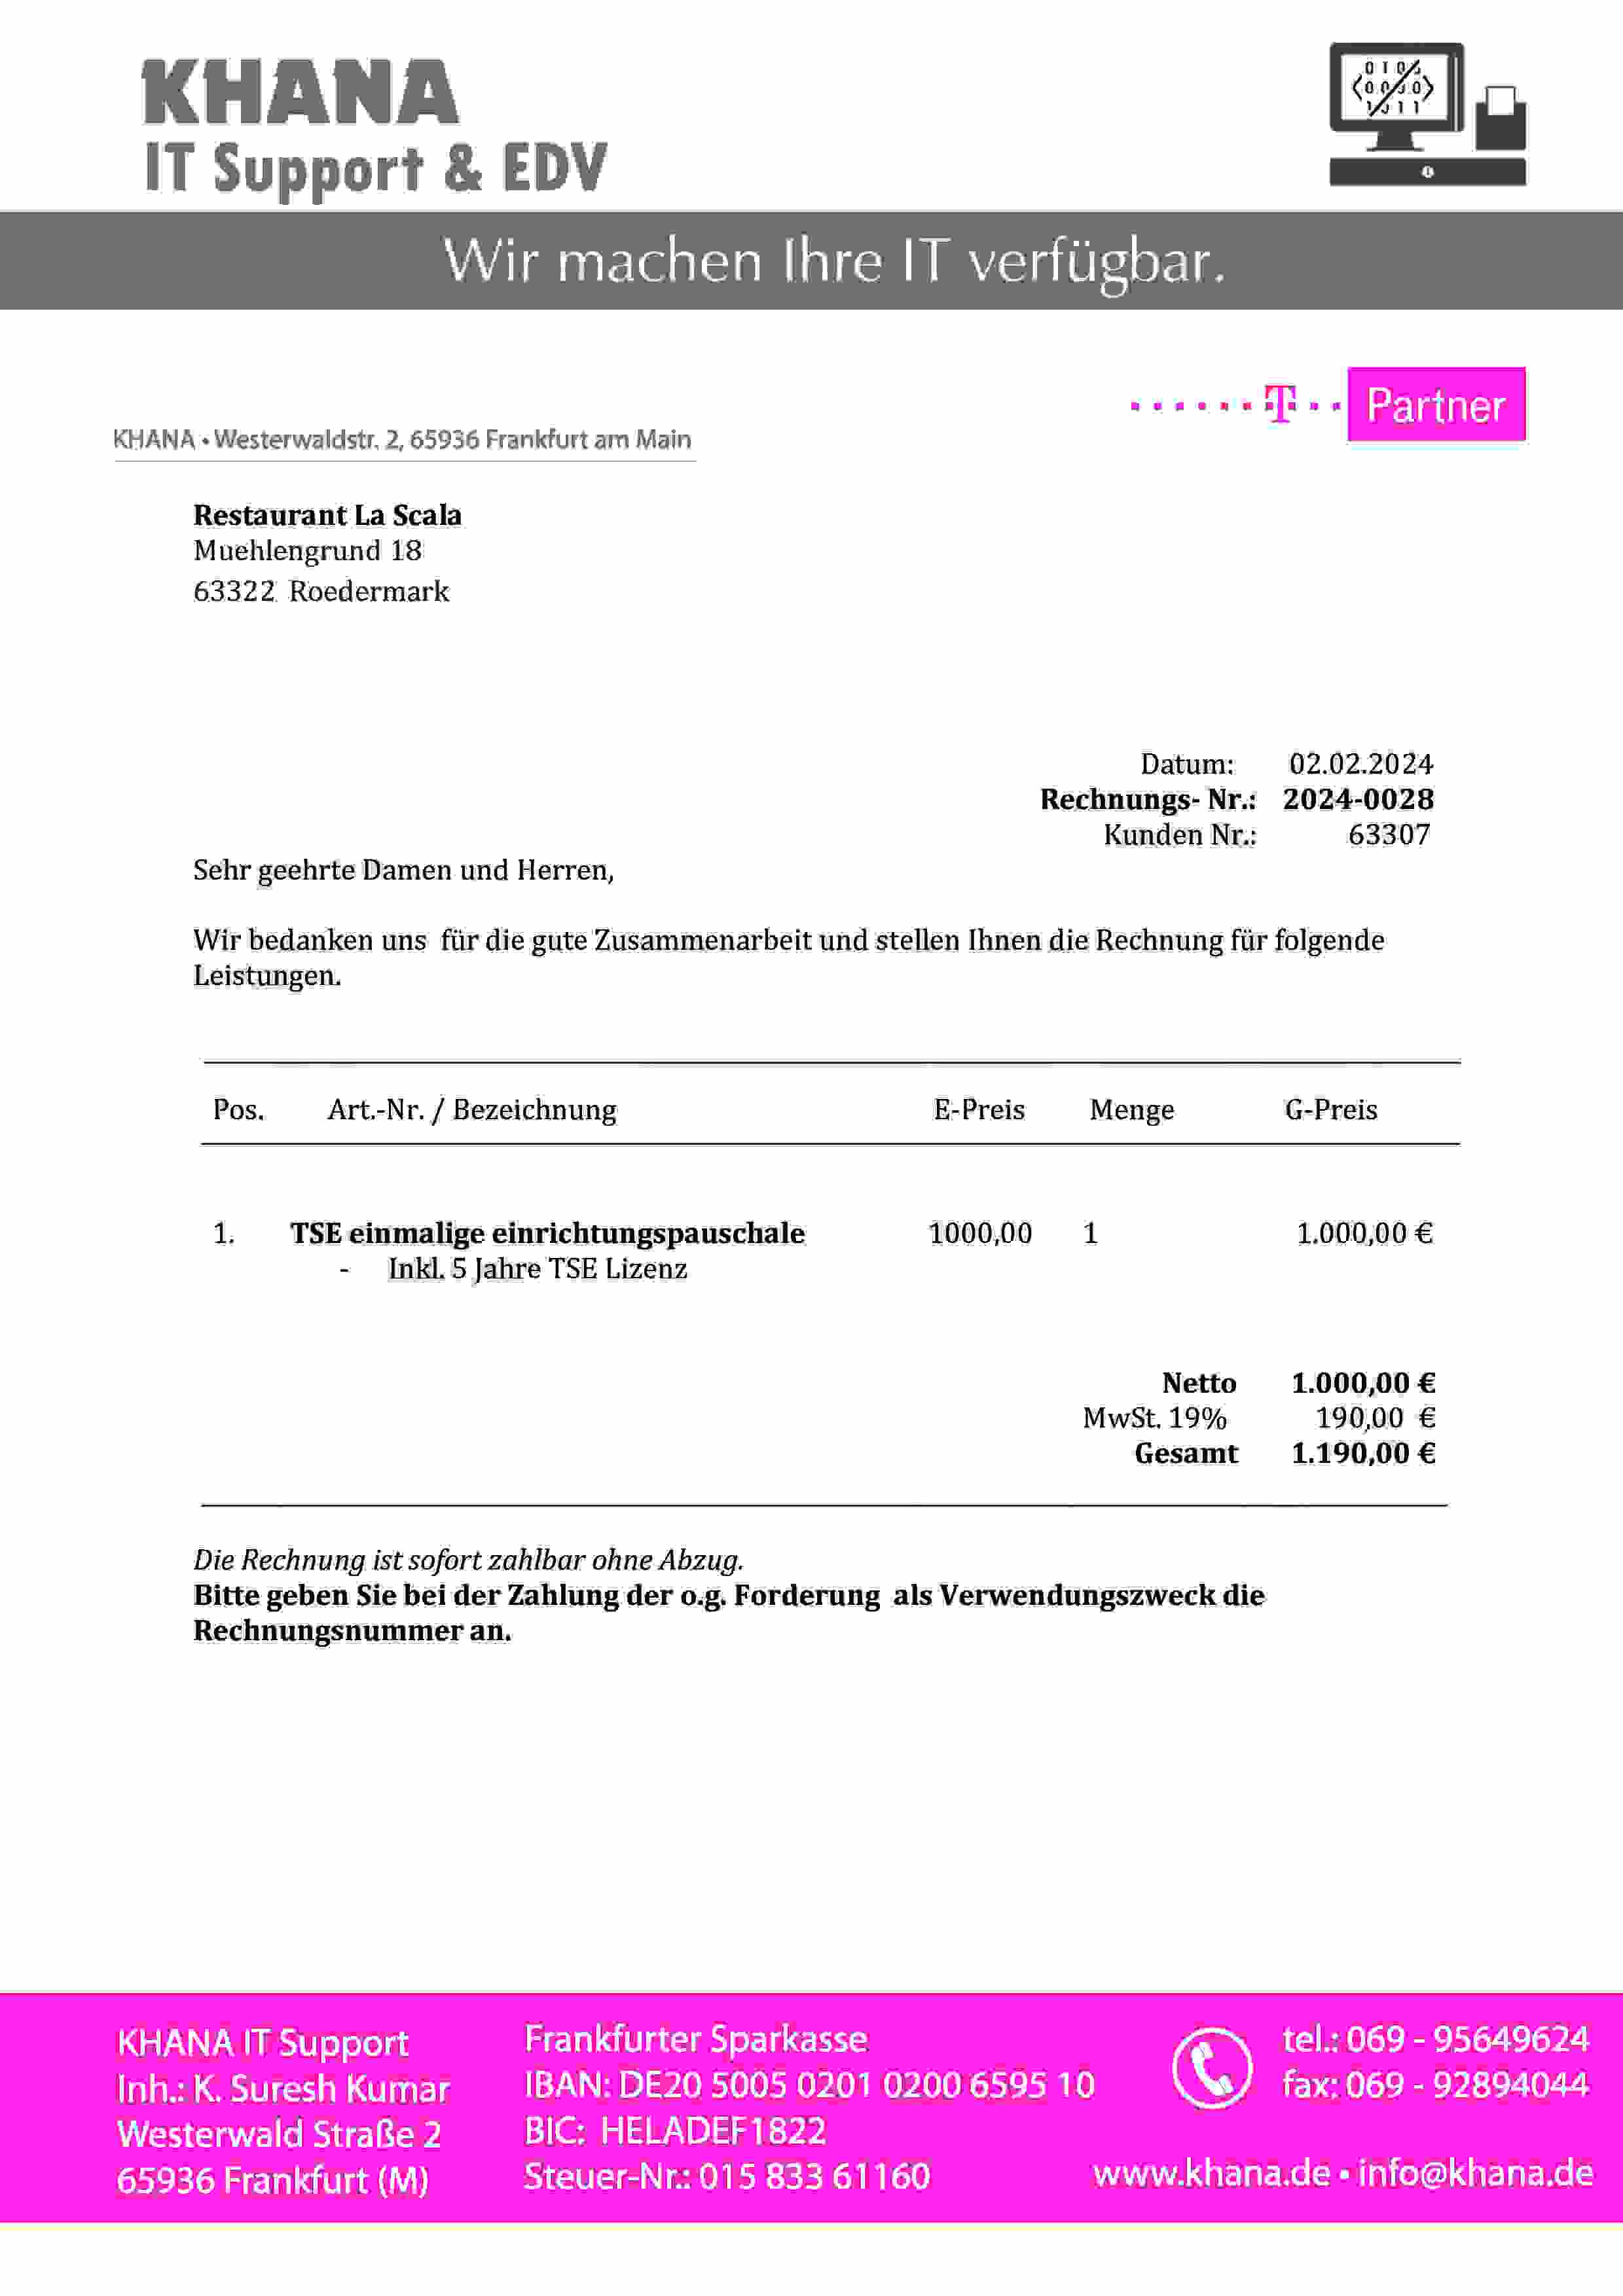 KHANA
IT Support & EDV
Wir machen Ihre IT verfügbar.
T Partner
KHANA • Westerwaldstr. 2, 65936 Frankfurt am Main
Restaurant La Scala
Muehlengrund 18
63322 Roedermark
Datum: 02.02.2024
Rechnungs- Nr.: 2024-0028
Kunden Nr.: 63307
Sehr geehrte Damen und Herren,
Wir bedanken uns für die gute Zusammenarbeit und stellen Ihnen die Rechnung für folgende
Leistungen.
Pos. Art.-Nr. / Bezeichnung E-Preis Menge G-Preis
1. TSE einmalige einrichtungspauschale 1000,00 1 1.000,00 €
- Inkl. 5 Jahre TSE Lizenz
Netto 1.000,00 €
MwSt. 19% 190,00 €
Gesamt 1.190,00 €
Die Rechnung ist sofort zahlbar ohne Abzug.
Bitte geben Sie bei der Zahlung der o.g. Forderung als Verwendungszweck die
Rechnungsnummer an.
KHANA IT Support
Inh.: K. Suresh Kumar
Westerwald Straße 2
65936 Frankfurt (M)
Frankfurter Sparkasse
IBAN: DE20 5005 0201 0200 6595 10
BIC: HELADEF1822
Steuer-Nr.: 015 833 61160
tel.: 069 - 95649624
fax: 069 - 92894044
www.khana.de • info@khana.de